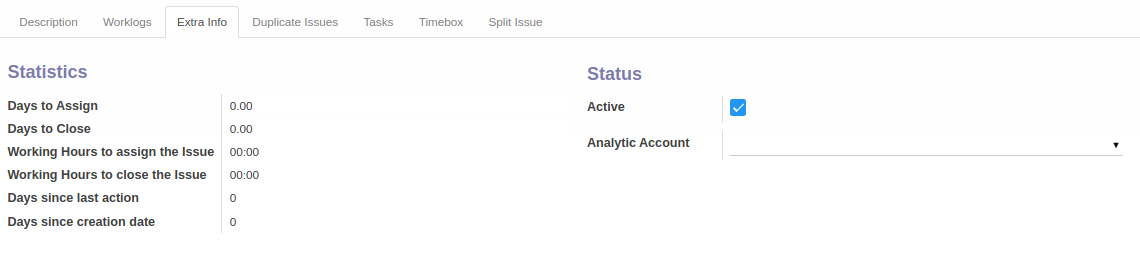 Description Worklogs Extra Info Duplicate Issues Tasks Timebox Split Issue
Statistics
Days to Assign 0.00
Days to Close 0.00
Working Hours to assign the Issue 00:00
Working Hours to close the Issue 00:00
Days since last action 0
Days since creation date 0
Status
Active
Analytic Account